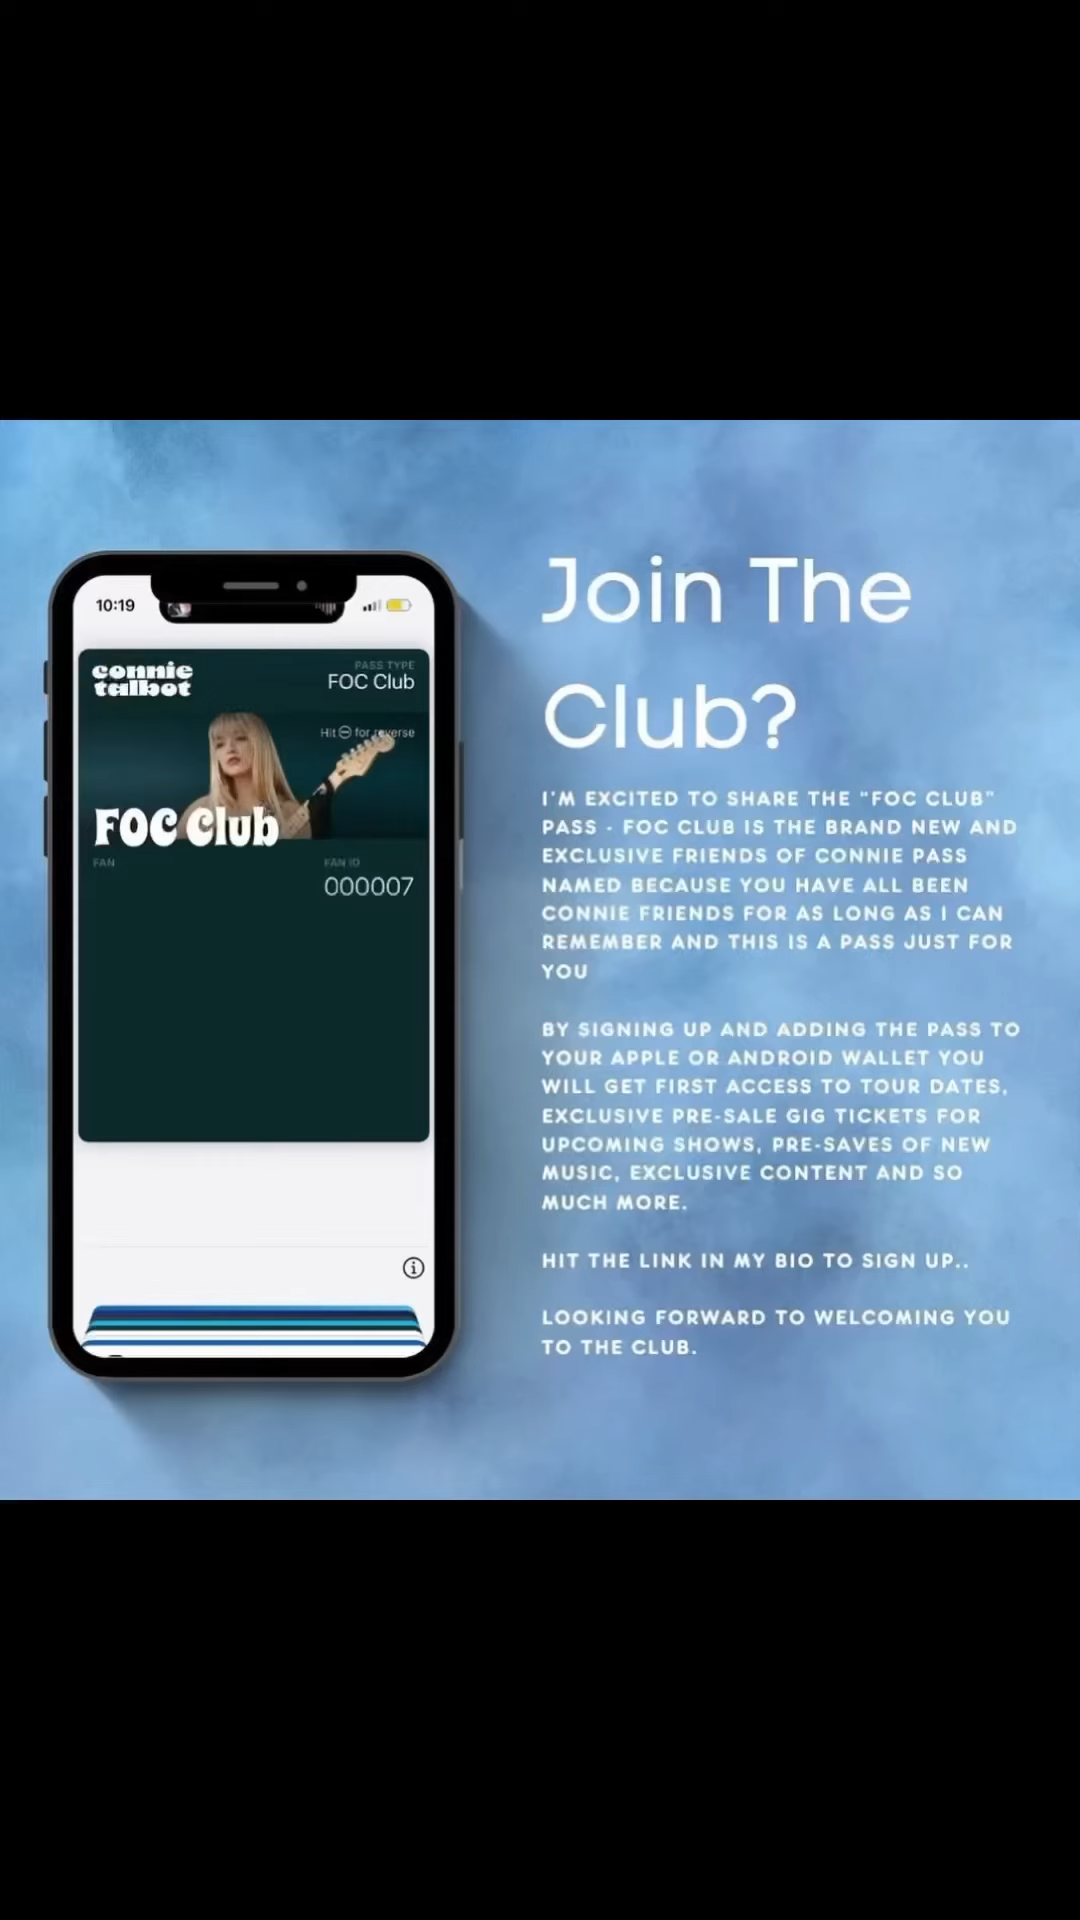 10:19
connie
talbot
PASS TYPE
FOC Club
Hit ⊖ for reverse
FOC Club
FAN
FAN ID
000007
Join The
Club?
I'M EXCITED TO SHARE THE "FOC CLUB"
PASS - FOC CLUB IS THE BRAND NEW AND
EXCLUSIVE FRIENDS OF CONNIE PASS
NAMED BECAUSE YOU HAVE ALL BEEN
CONNIE FRIENDS FOR AS LONG AS I CAN
REMEMBER AND THIS IS A PASS JUST FOR
YOU
BY SIGNING UP AND ADDING THE PASS TO
YOUR APPLE OR ANDROID WALLET YOU
WILL GET FIRST ACCESS TO TOUR DATES,
EXCLUSIVE PRE-SALE GIG TICKETS FOR
UPCOMING SHOWS, PRE-SAVES OF NEW
MUSIC, EXCLUSIVE CONTENT AND SO
MUCH MORE.
HIT THE LINK IN MY BIO TO SIGN UP..
LOOKING FORWARD TO WELCOMING YOU
TO THE CLUB.